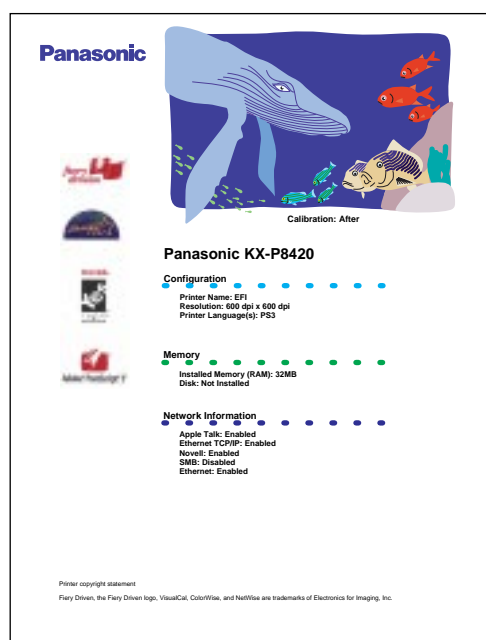 Panasonic
Calibration: After
fiery
driven
Panasonic KX-P8420
Configuration
Printer Name: EFI
Resolution: 600 dpi x 600 dpi
Printer Language(s): PS3
Memory
Installed Memory (RAM): 32MB
Disk: Not Installed
Network Information
Apple Talk: Enabled
Ethernet TCP/IP: Enabled
Novell: Enabled
SMB: Disabled
Ethernet: Enabled
Printer copyright statement
Fiery Driven, the Fiery Driven logo, VisualCal, ColorWise, and NetWise are trademarks of Electronics for Imaging, Inc.